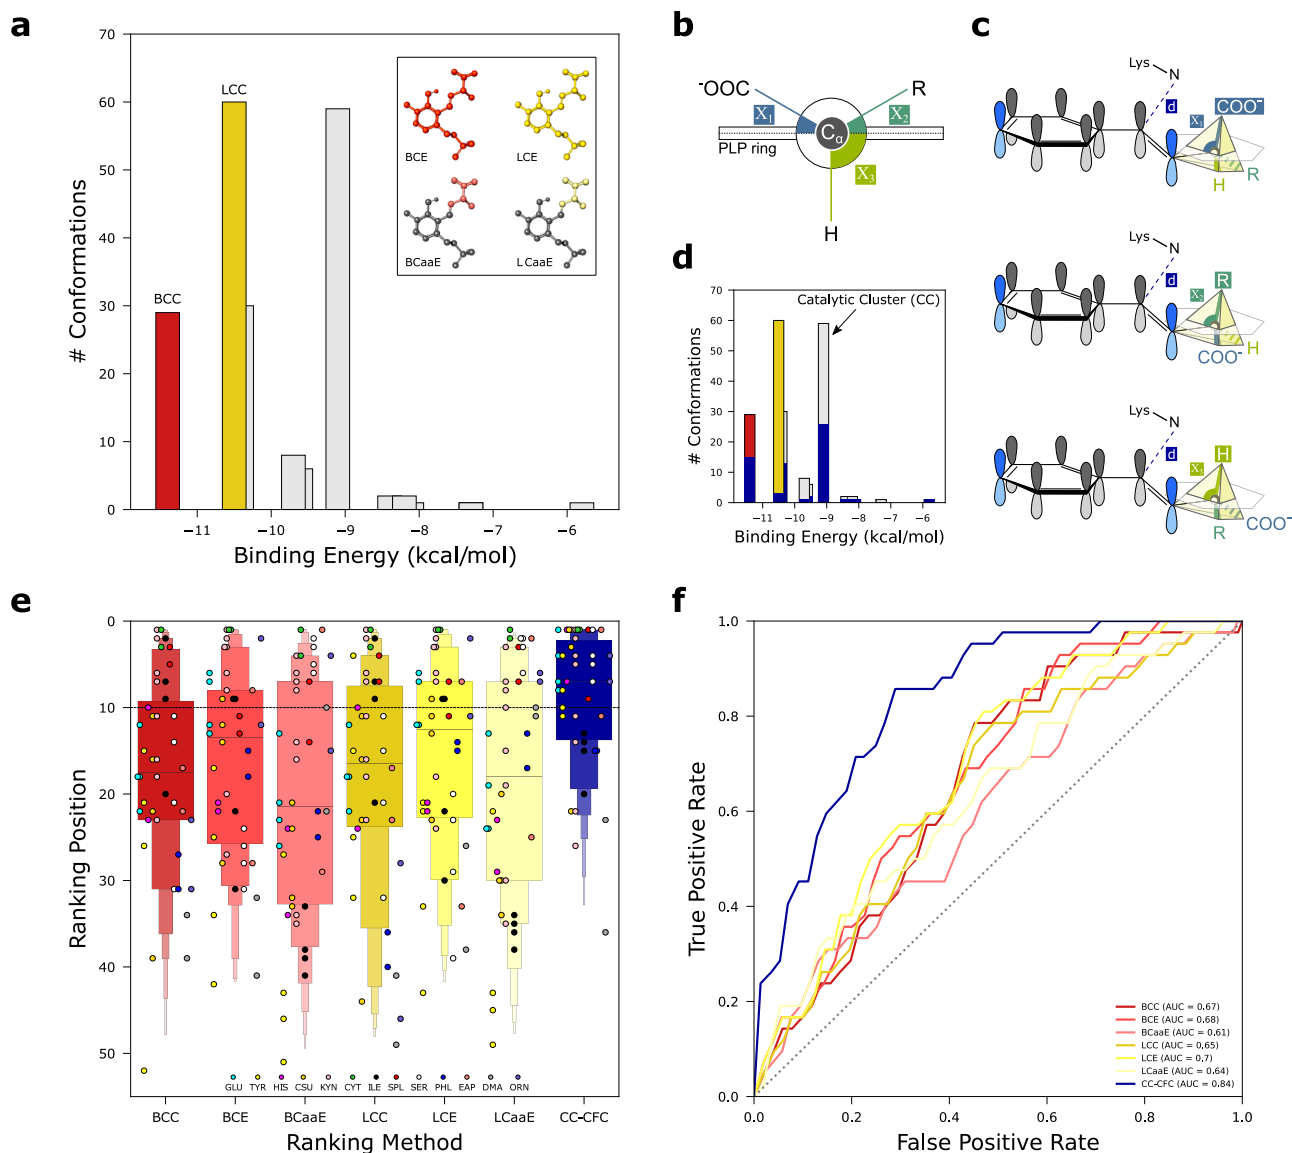 a
70
60
50
40
30
20
10
0
# Conformations
BCC
LCC
BCE
LCE
BCaaE
LCaaE
−11
−10
−9
−8
−7
−6
Binding Energy (kcal/mol)
b
-OOC
R
X1
X2
Cα
PLP ring
X3
H
c
Lys
N
d
X1
COO-
H
R
Lys
N
d
X2
R
COO-
H
Lys
N
d
X3
H
R
COO-
d
70
60
50
40
30
20
10
0
# Conformations
Catalytic Cluster (CC)
−11
−10
−9
−8
−7
−6
Binding Energy (kcal/mol)
e
0
10
20
30
40
50
Ranking Position
GLU TYR HIS CSU KYN CYT ILE SPL SER PHL EAP DMA ORN
BCC BCE BCaaE LCC LCE LCaaE CC-CFC
Ranking Method
f
1.0
0.8
0.6
0.4
0.2
0.0
True Positive Rate
BCC (AUC = 0.67)
BCE (AUC = 0.68)
BCaaE (AUC = 0.61)
LCC (AUC = 0.65)
LCE (AUC = 0,7)
LCaaE (AUC = 0.64)
CC-CFC (AUC = 0.84)
0.0 0.2 0.4 0.6 0.8 1.0
False Positive Rate